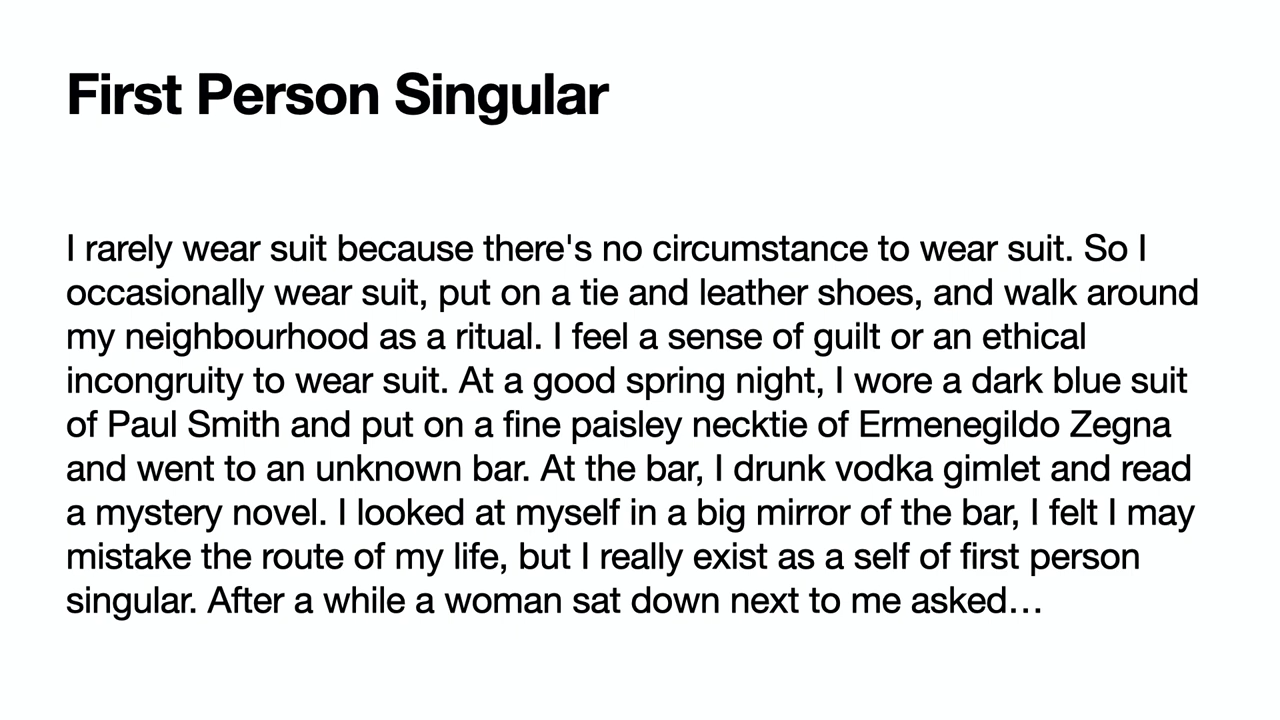 First Person Singular
I rarely wear suit because there's no circumstance to wear suit. So I
occasionally wear suit, put on a tie and leather shoes, and walk around
my neighbourhood as a ritual. I feel a sense of guilt or an ethical
incongruity to wear suit. At a good spring night, I wore a dark blue suit
of Paul Smith and put on a fine paisley necktie of Ermenegildo Zegna
and went to an unknown bar. At the bar, I drunk vodka gimlet and read
a mystery novel. I looked at myself in a big mirror of the bar, I felt I may
mistake the route of my life, but I really exist as a self of first person
singular. After a while a woman sat down next to me asked…